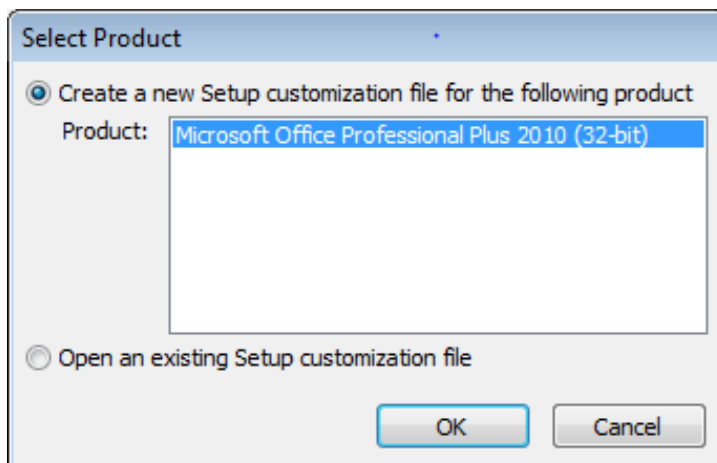 Select Product
Create a new Setup customization file for the following product
Product:
Microsoft Office Professional Plus 2010 (32-bit)
Open an existing Setup customization file
OK
Cancel